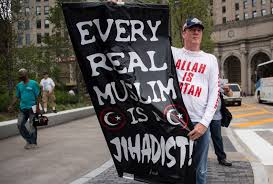 EVERY
REAL
MUSLIM
IS
JIHADIST!
ALLAH
IS
SATAN